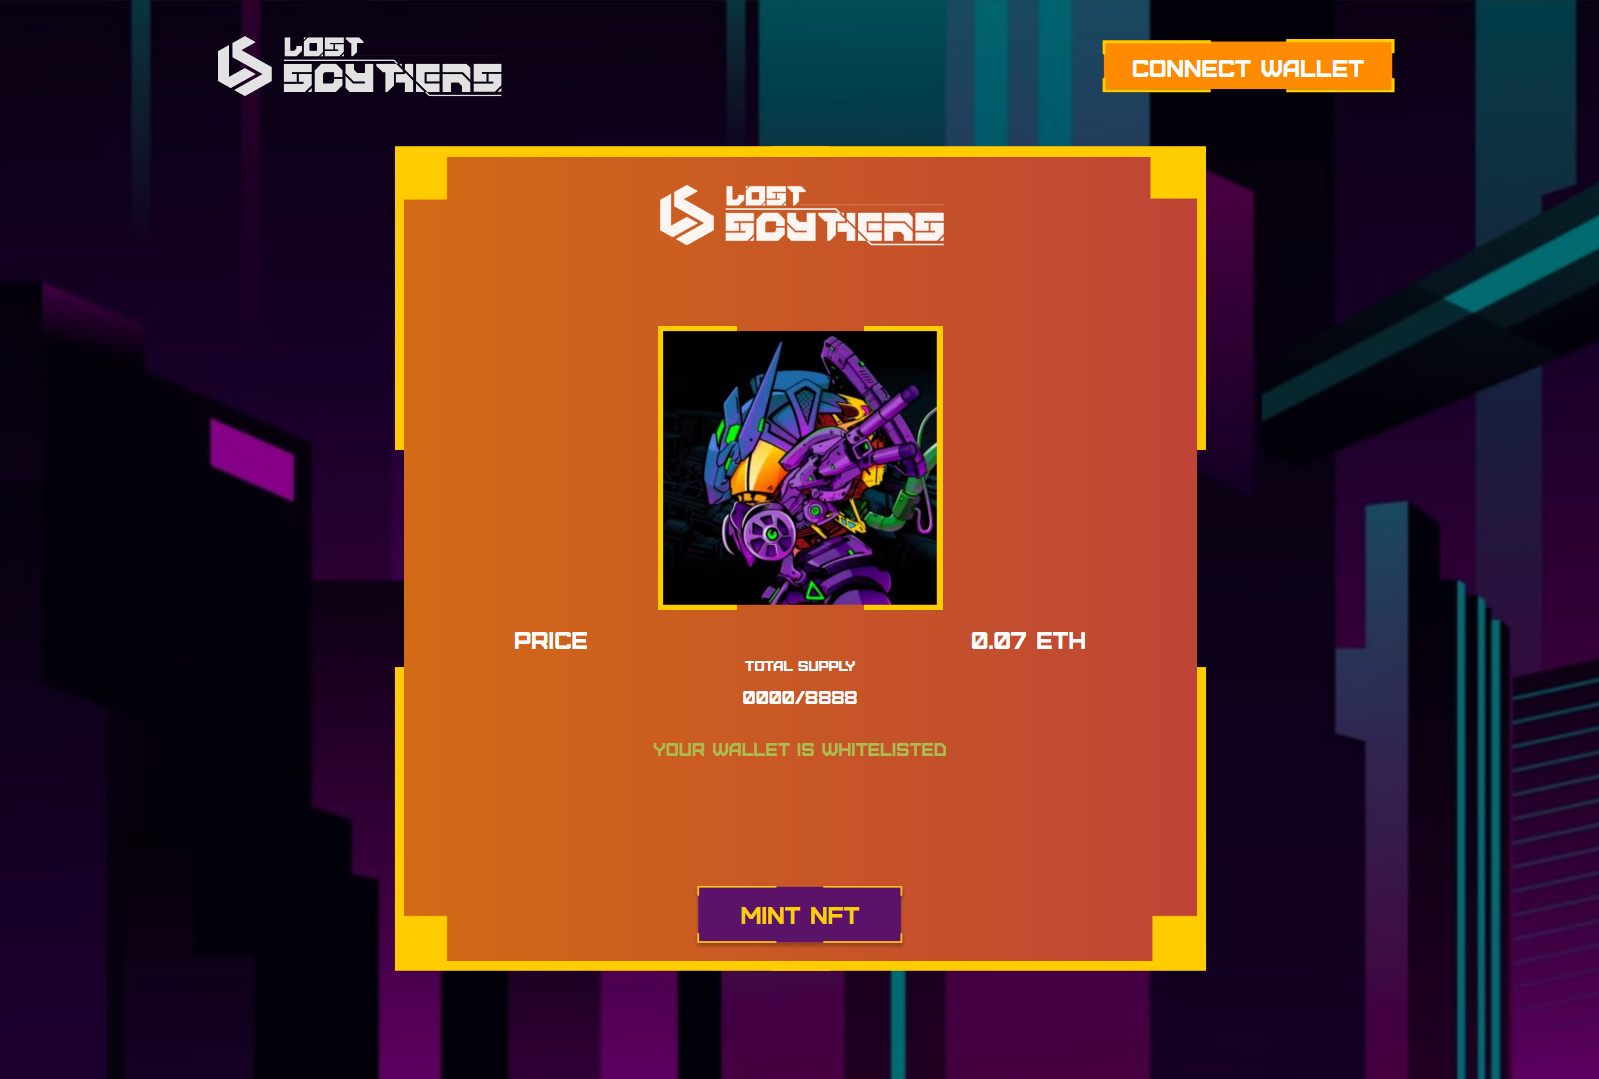 LOST
SCYTHERS
CONNECT WALLET
LOST
SCYTHERS
PRICE
0.07 ETH
TOTAL SUPPLY
0000/8888
YOUR WALLET IS WHITELISTED
MINT NFT